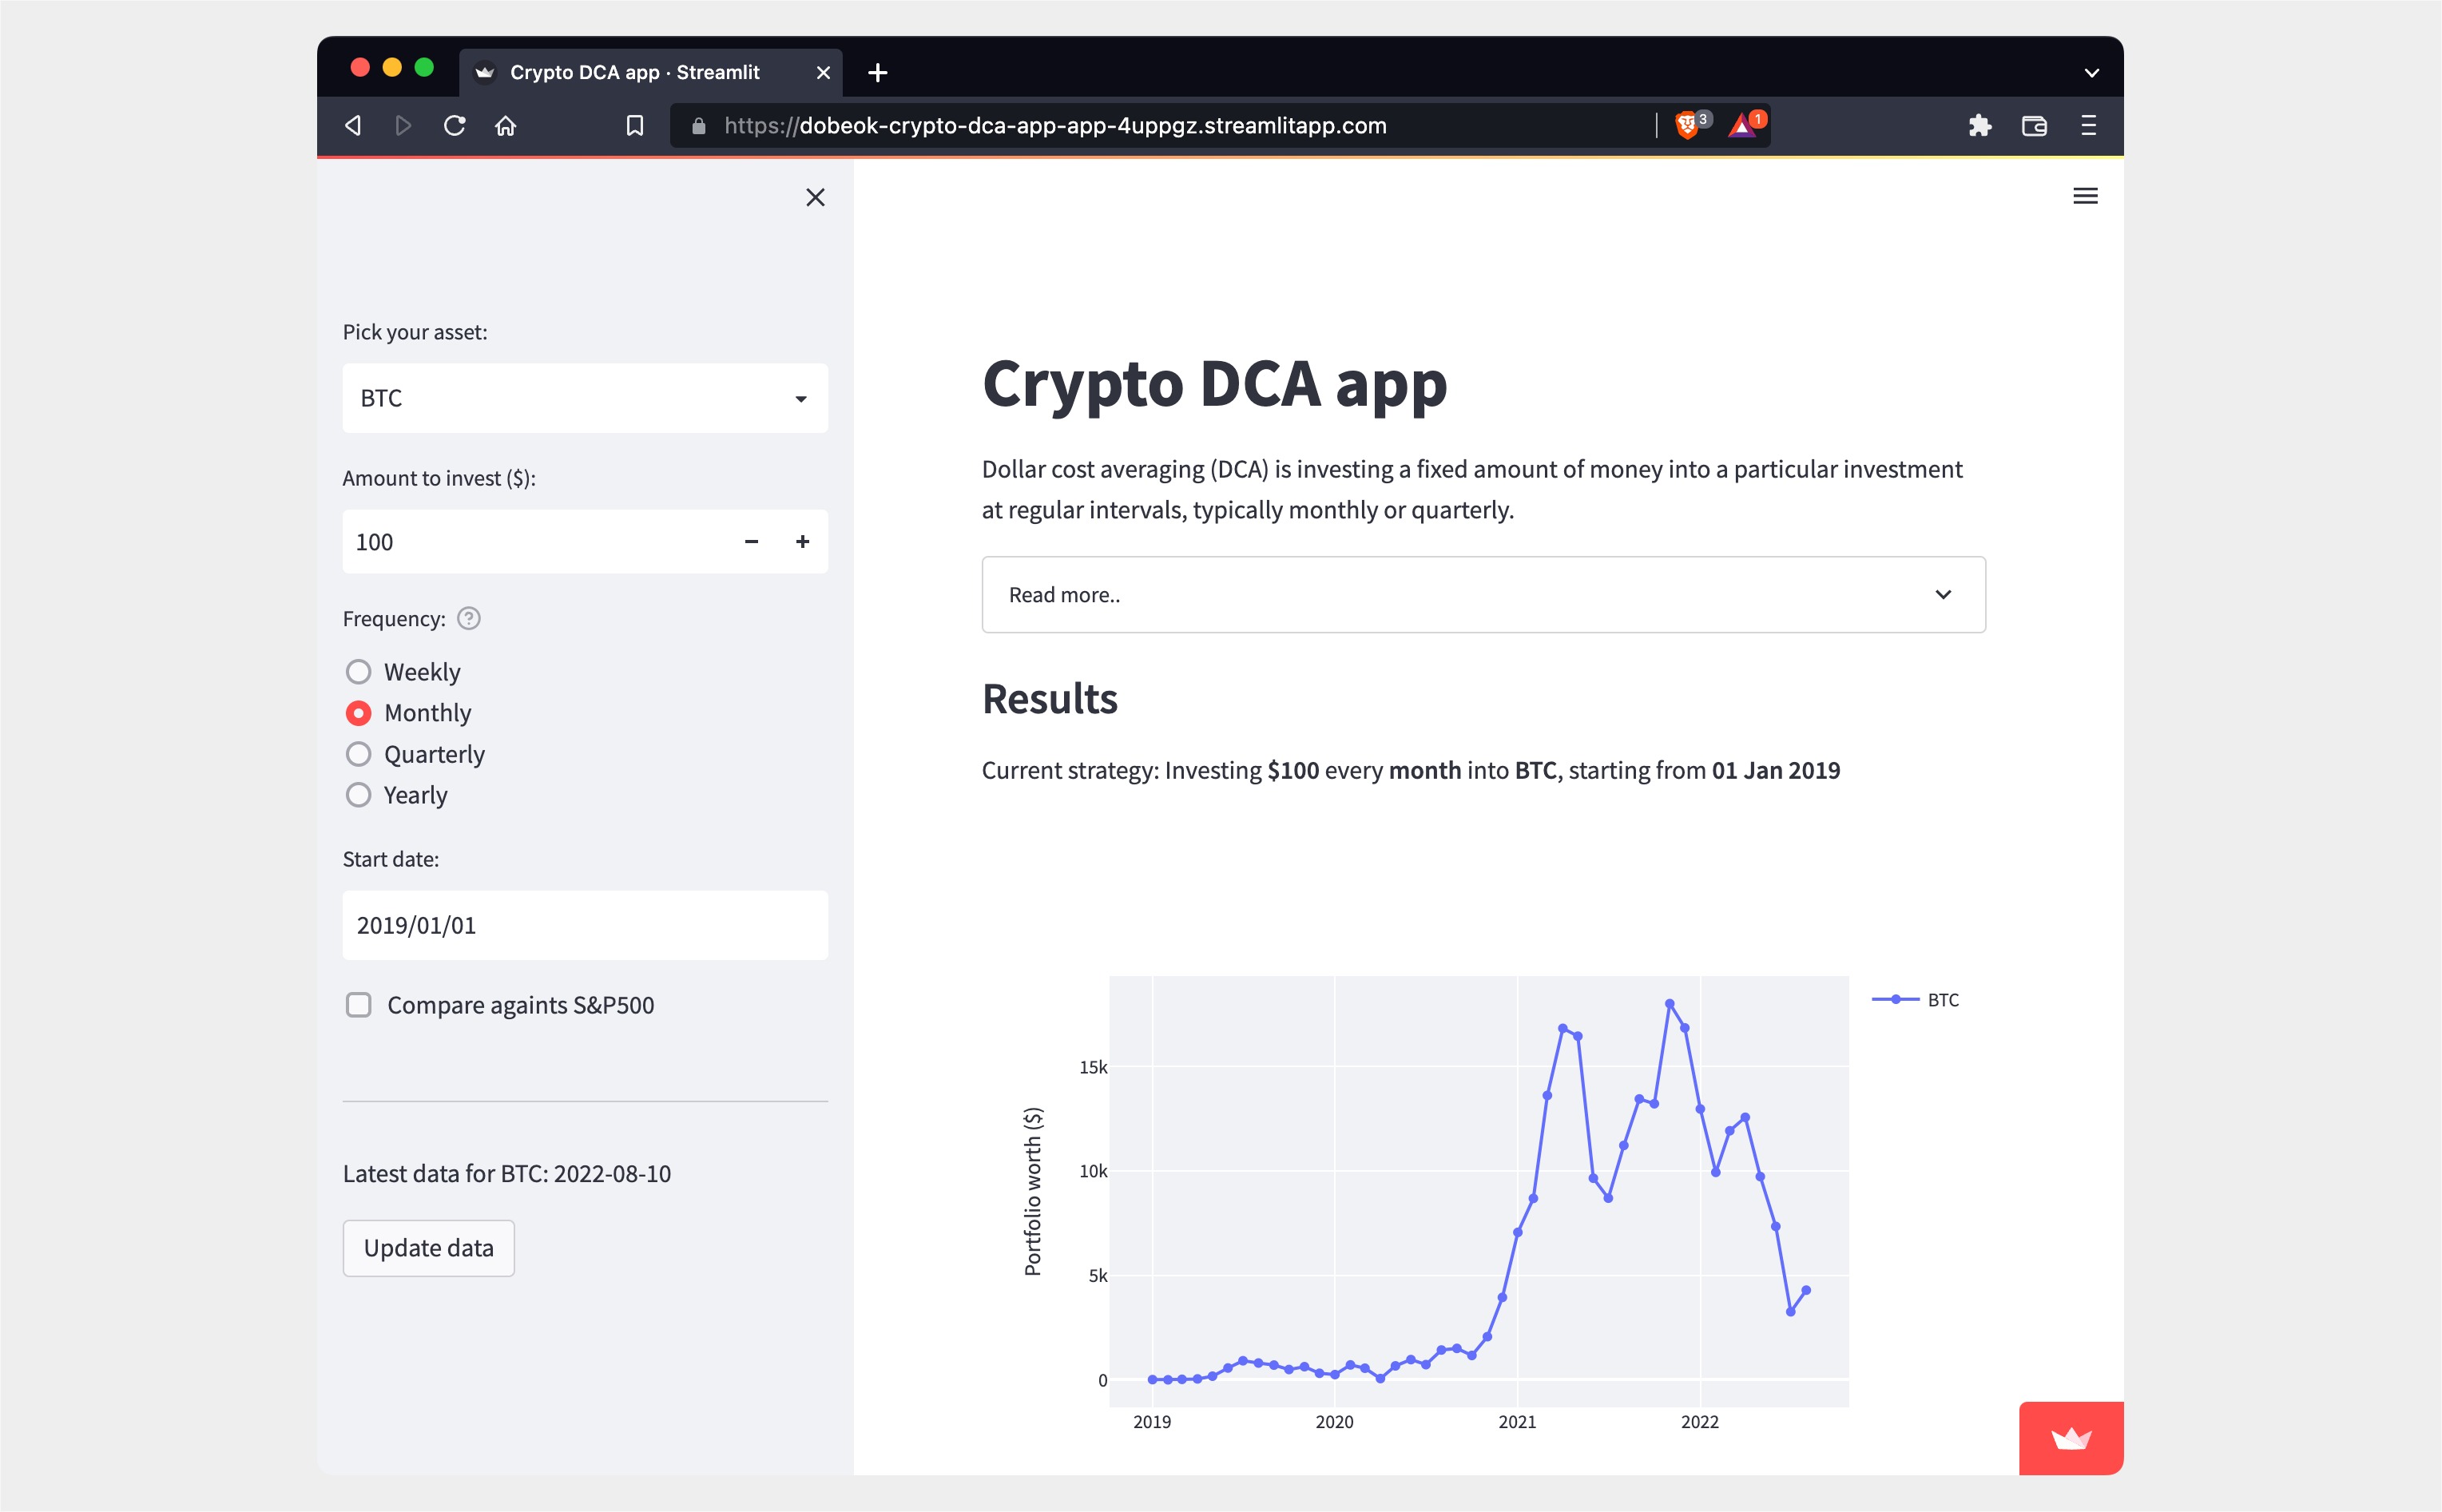 Crypto DCA app · Streamlit
https://dobeok-crypto-dca-app-app-4uppgz.streamlitapp.com
3
1
Pick your asset:
BTC
Amount to invest ($):
100
Frequency: ?
Weekly
Monthly
Quarterly
Yearly
Start date:
2019/01/01
Compare againts S&P500
Latest data for BTC: 2022-08-10
Update data
Crypto DCA app
Dollar cost averaging (DCA) is investing a fixed amount of money into a particular investment
at regular intervals, typically monthly or quarterly.
Read more..
Results
Current strategy: Investing $100 every month into BTC, starting from 01 Jan 2019
BTC
Portfolio worth ($)
15k
10k
5k
0
2019
2020
2021
2022